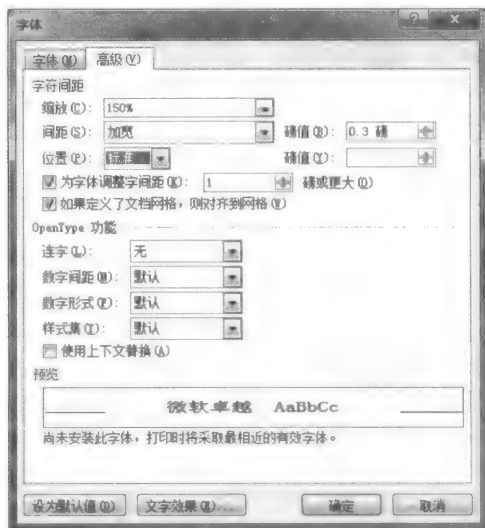 字体
字体(N) 高级(V)
字符间距
缩放(C): 150%
间距(S): 加宽 磅值(B): 0.3 磅
位置(P): 标准 磅值(Y):
为字体调整字间距(K): 1 磅或更大(O)
如果定义了文档网格，则对齐到网格(W)
OpenType 功能
连字(L): 无
数字间距(M): 默认
数字形式(F): 默认
样式集(T): 默认
使用上下文替换(A)
预览
微软卓越 AaBbCc
尚未安装此字体，打印时将采取最相近的有效字体。
设为默认值(D) 文字效果(E)... 确定 取消